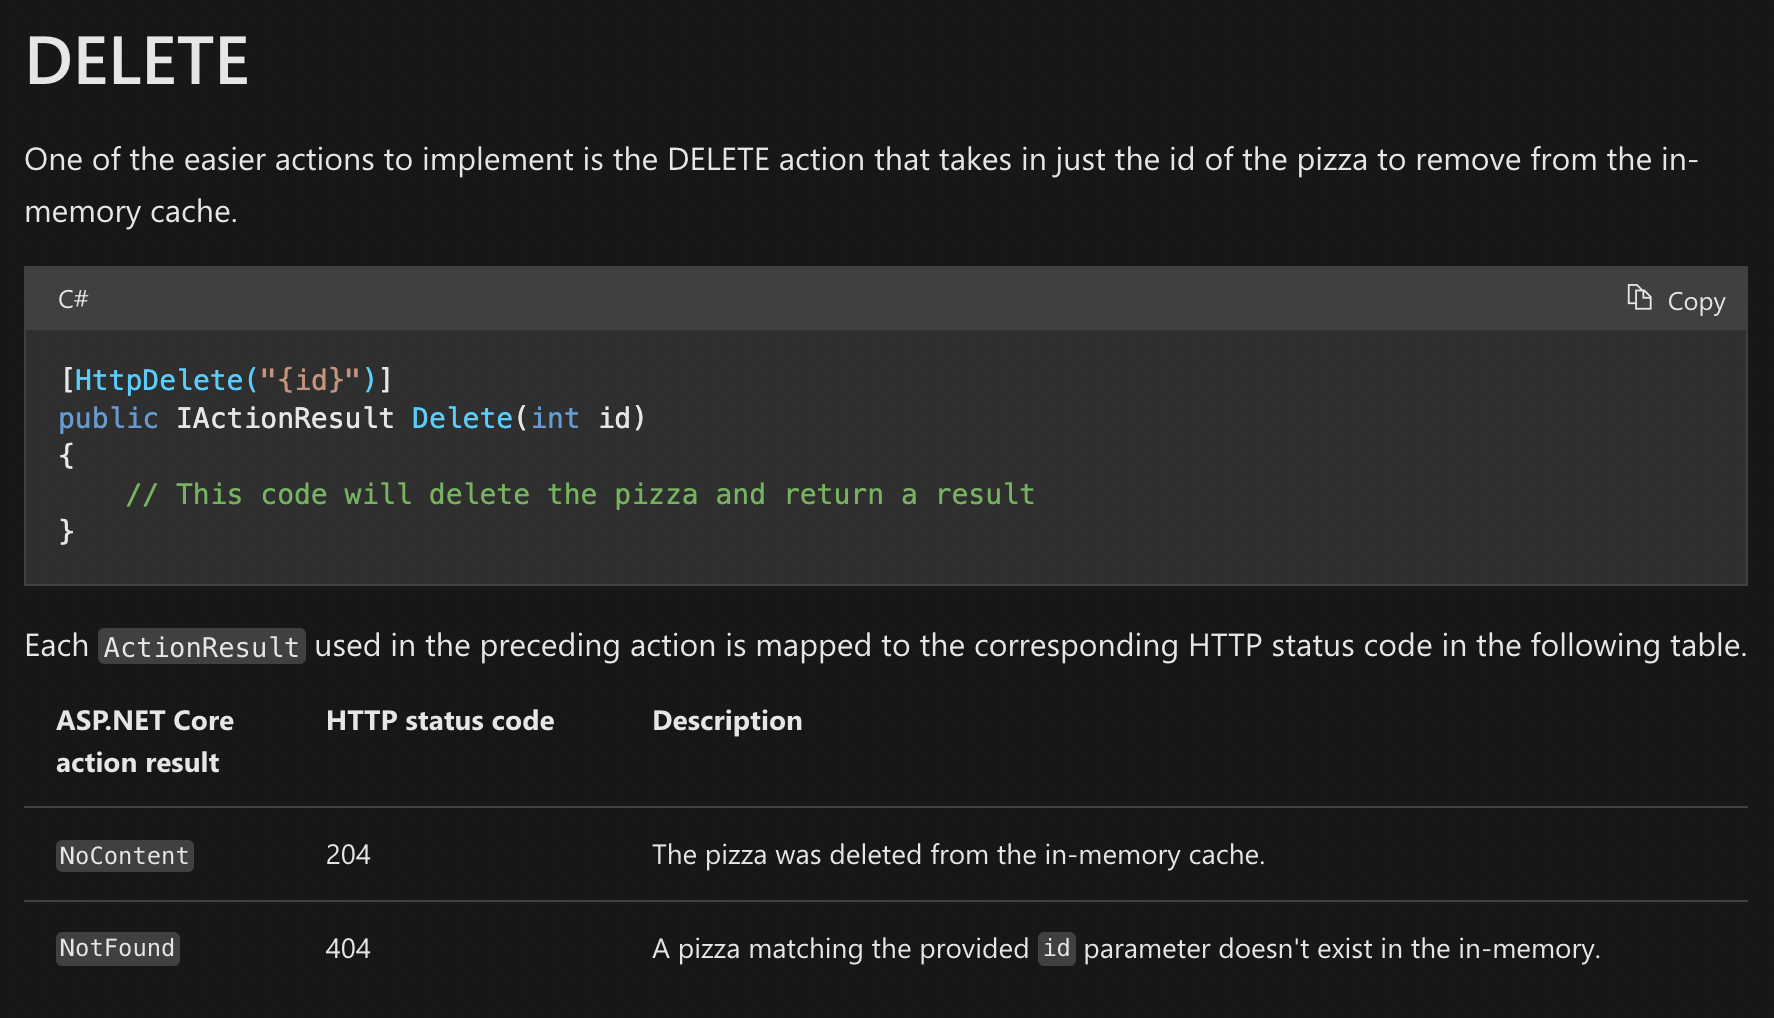 DELETE
One of the easier actions to implement is the DELETE action that takes in just the id of the pizza to remove from the in-
memory cache.
C#
Copy
[HttpDelete("{id}")]
public IActionResult Delete(int id)
{
    // This code will delete the pizza and return a result
}
Each ActionResult used in the preceding action is mapped to the corresponding HTTP status code in the following table.
ASP.NET Core action result HTTP status code Description
NoContent 204 The pizza was deleted from the in-memory cache.
NotFound 404 A pizza matching the provided id parameter doesn't exist in the in-memory.